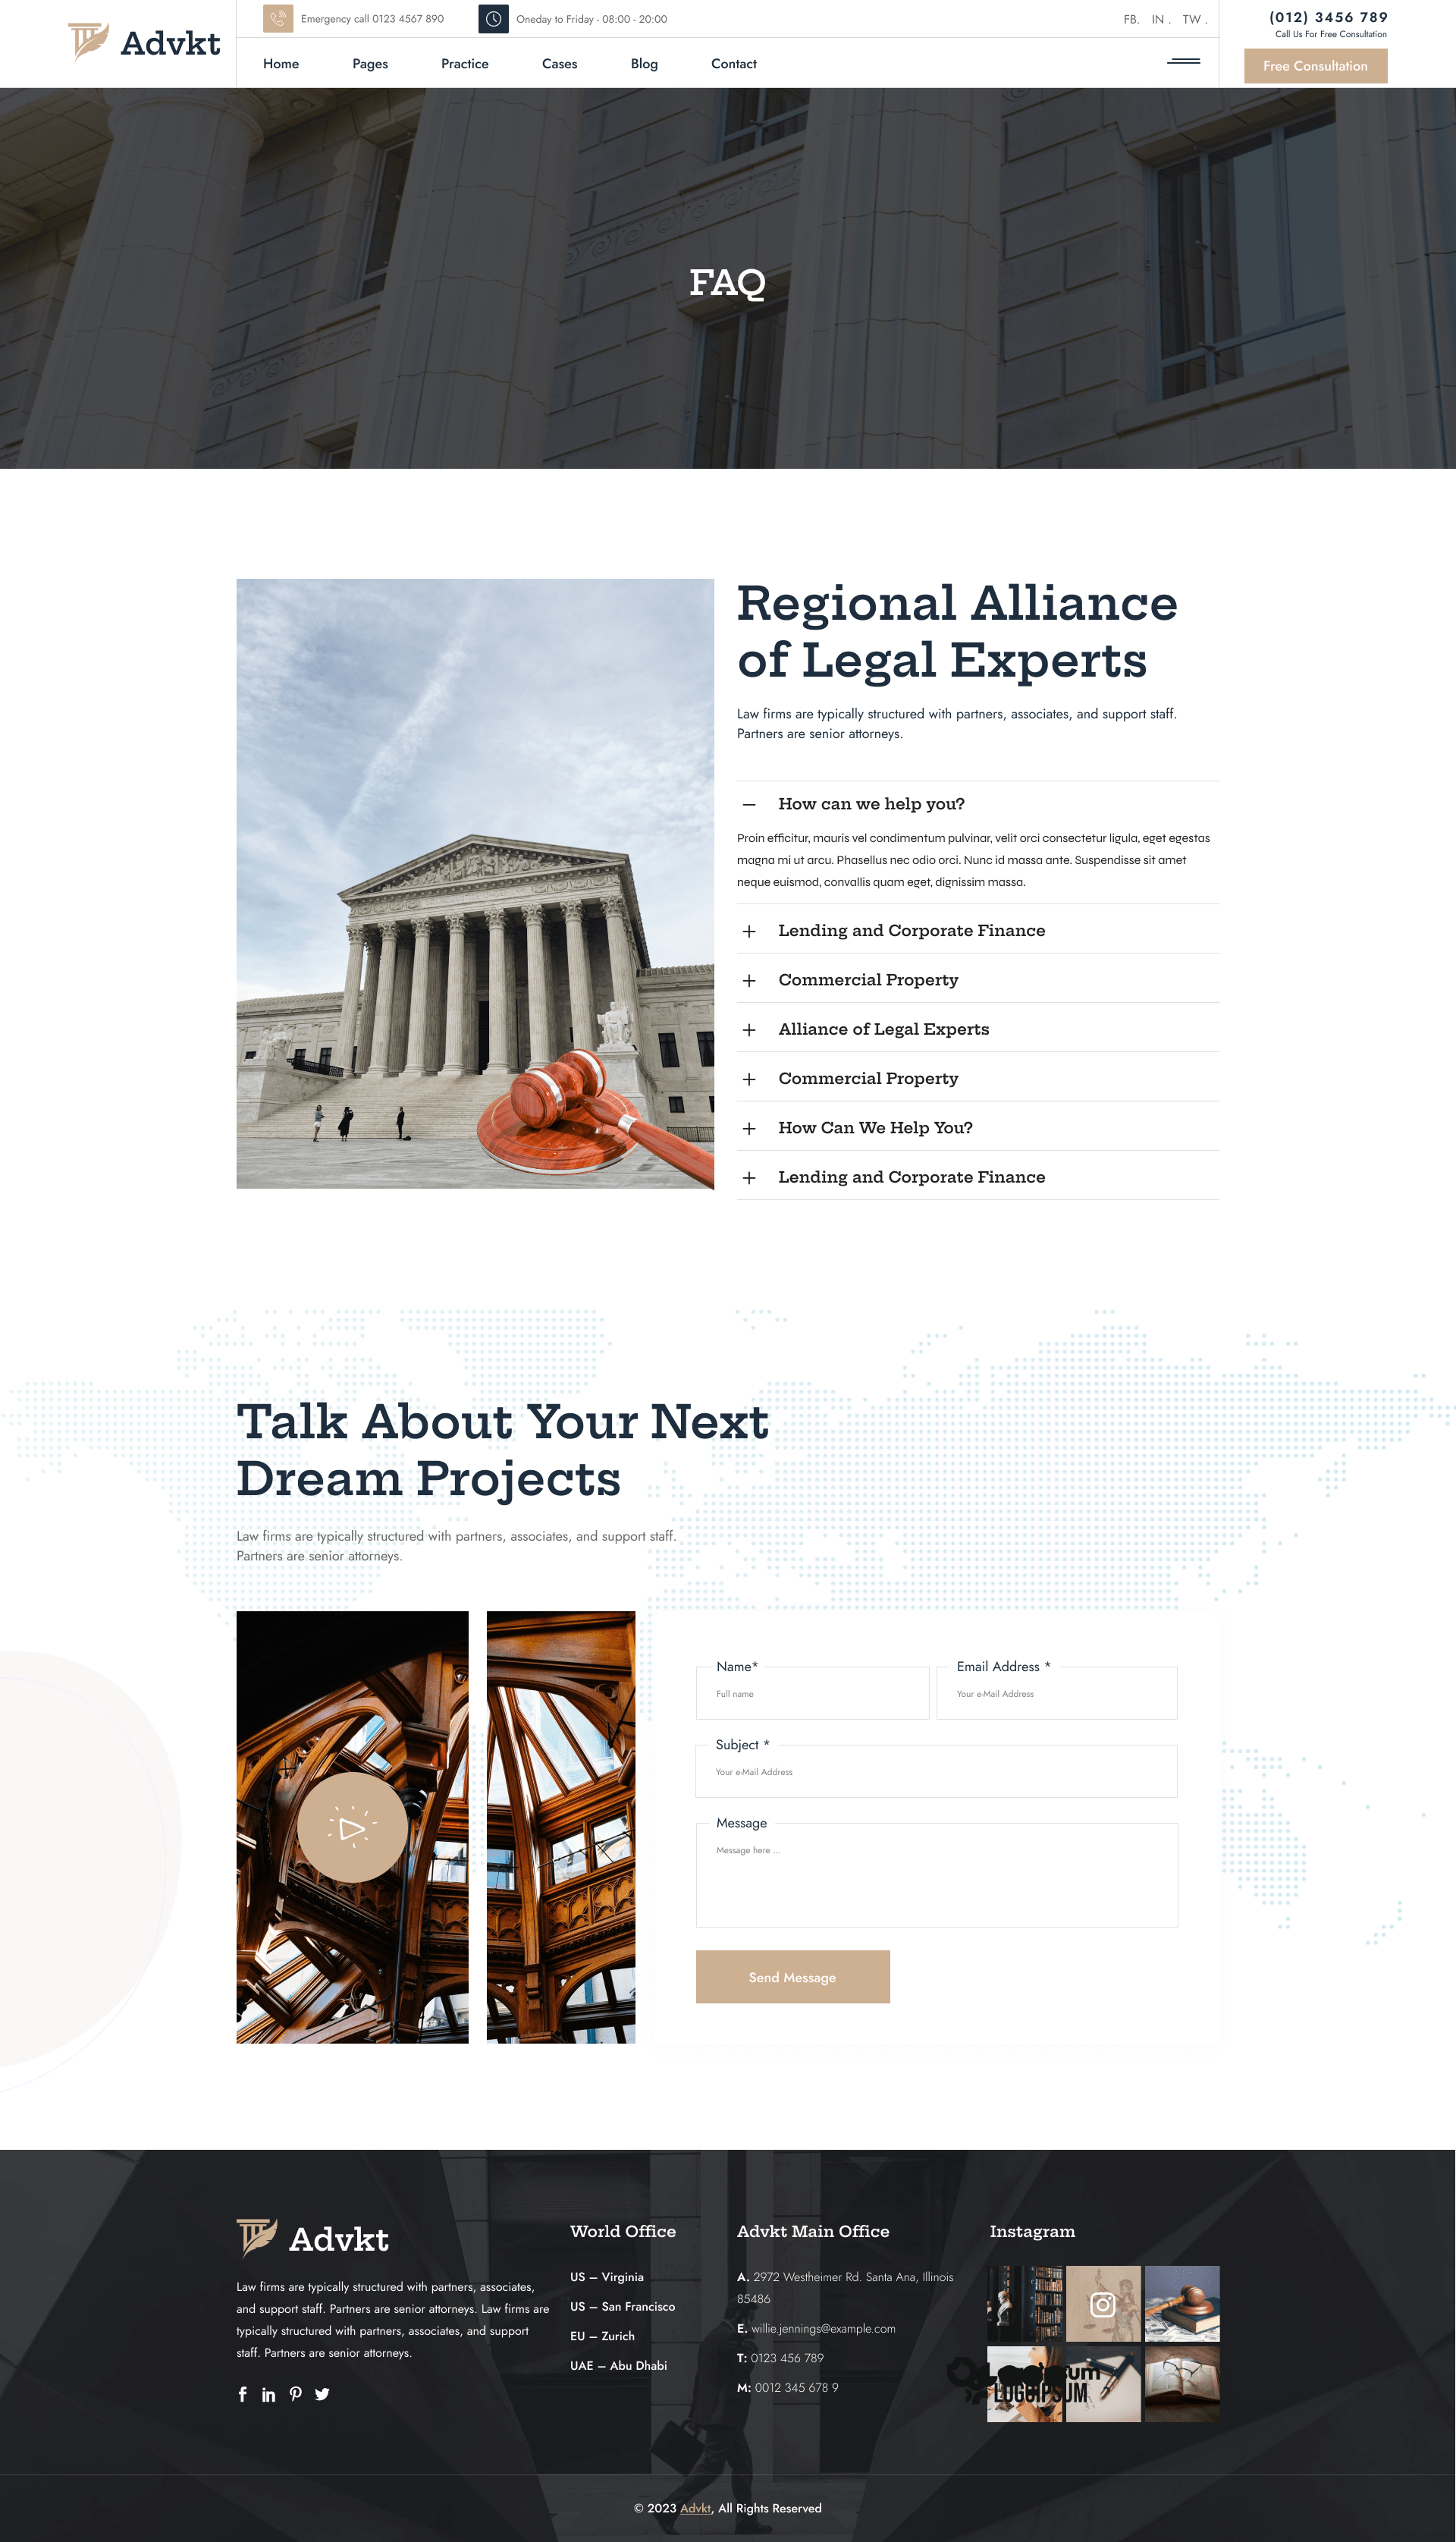 Advkt
Emergency call 0123 4567 890
Oneday to Friday - 08:00 - 20:00
FB. IN . TW .
(012) 3456 789
Call Us For Free Consultation
Free Consultation
Home Pages Practice Cases Blog Contact
FAQ
Regional Alliance
of Legal Experts
Law firms are typically structured with partners, associates, and support staff.
Partners are senior attorneys.
How can we help you?
Proin efficitur, mauris vel condimentum pulvinar, velit orci consectetur ligula, eget egestas
magna mi ut arcu. Phasellus nec odio orci. Nunc id massa ante. Suspendisse sit amet
neque euismod, convallis quam eget, dignissim massa.
Lending and Corporate Finance
Commercial Property
Alliance of Legal Experts
Commercial Property
How Can We Help You?
Lending and Corporate Finance
Talk About Your Next
Dream Projects
Law firms are typically structured with partners, associates, and support staff.
Partners are senior attorneys.
Name*
Full name
Email Address *
Your e-Mail Address
Subject *
Your e-Mail Address
Message
Message here ...
Send Message
Advkt
Law firms are typically structured with partners, associates,
and support staff. Partners are senior attorneys. Law firms are
typically structured with partners, associates, and support
staff. Partners are senior attorneys.
World Office
US – Virginia
US – San Francisco
EU – Zurich
UAE – Abu Dhabi
Advkt Main Office
A. 2972 Westheimer Rd. Santa Ana, Illinois
85486
E. willie.jennings@example.com
T: 0123 456 789
M: 0012 345 678 9
Instagram
LOGOIPSUM
© 2023 Advkt, All Rights Reserved